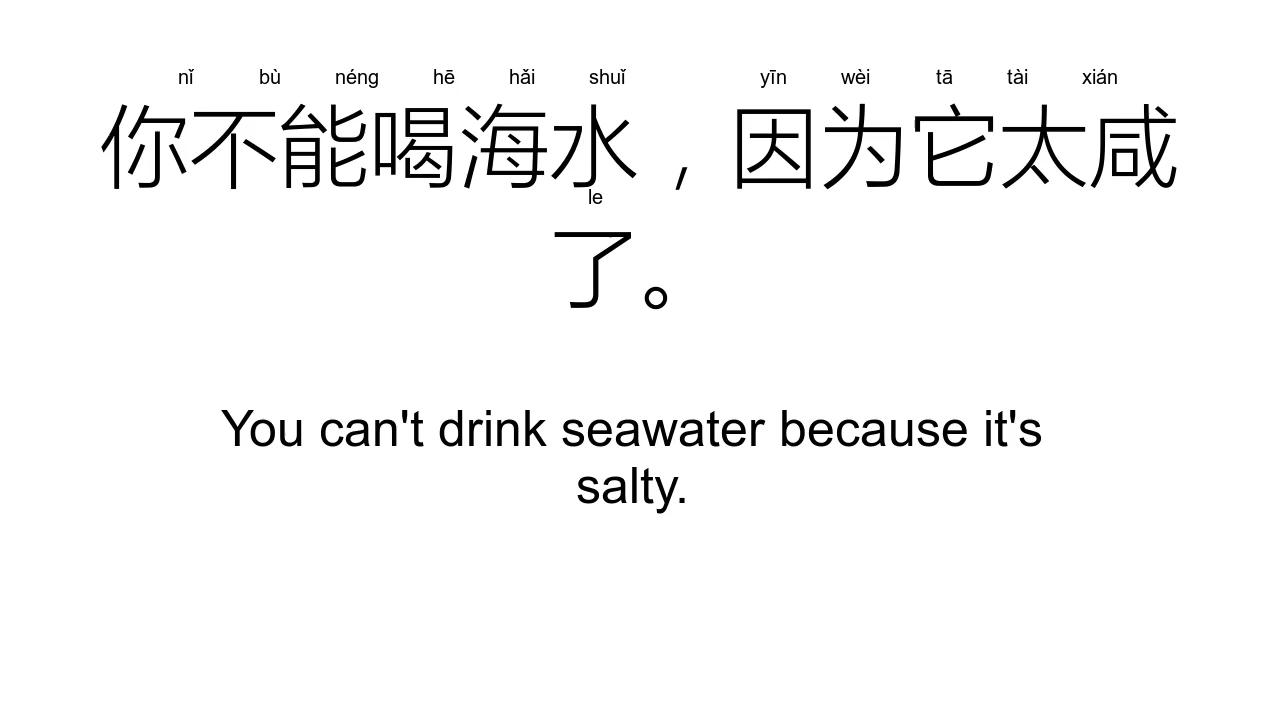 nǐ bù néng hē hǎi shuǐ yīn wèi tā tài xián
你不能喝海水，因为它太咸
le
了。
You can't drink seawater because it's
salty.